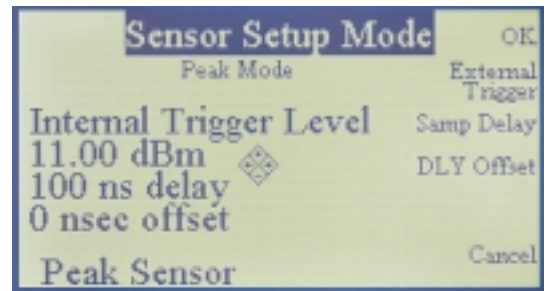 Sensor Setup Mode
OK
Peak Mode
External
Trigger
Internal Trigger Level
Samp Delay
11.00 dBm
DLY Offset
100 ns delay
0 nsec offset
Cancel
Peak Sensor